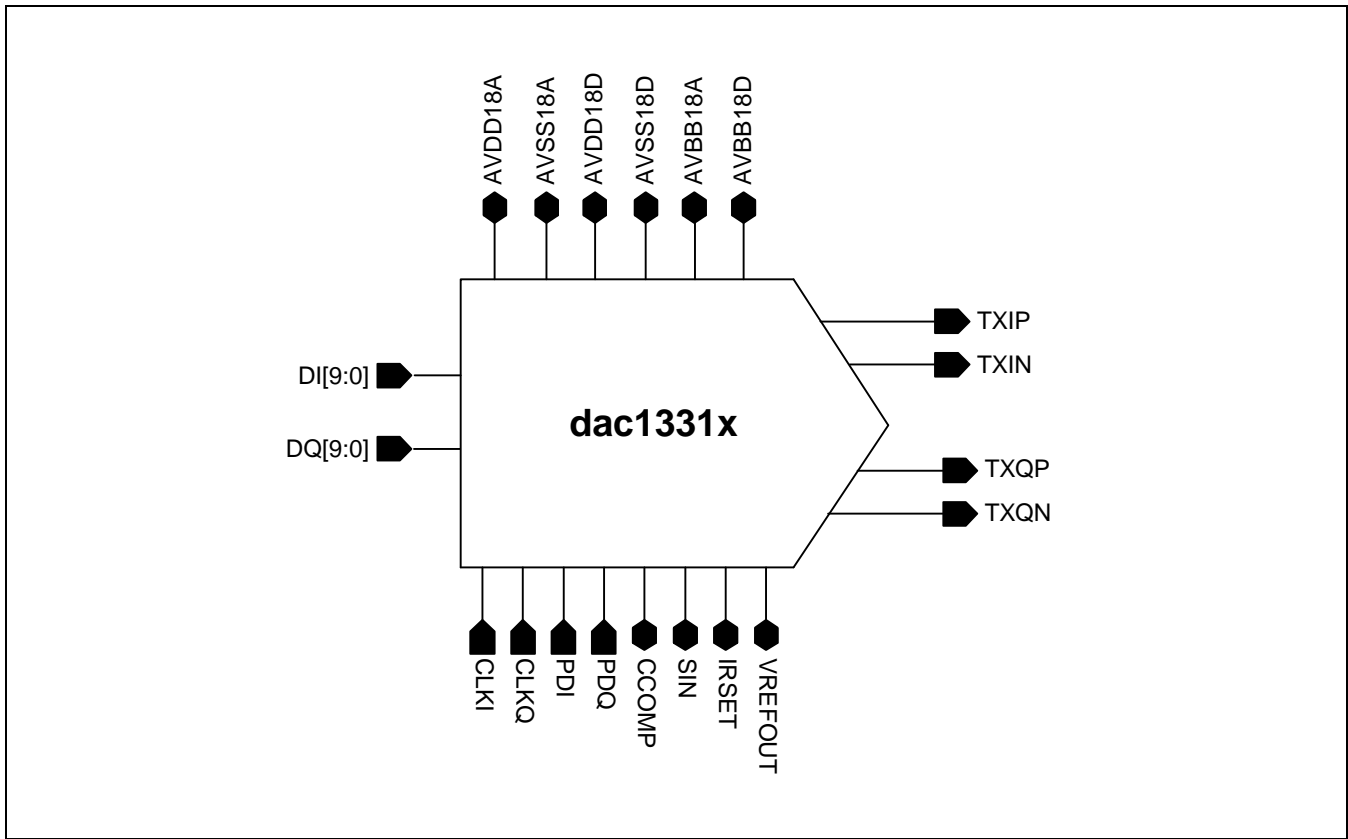 AVDD18A
AVSS18A
AVDD18D
AVSS18D
AVBB18A
AVBB18D
TXIP
TXIN
DI[9:0]
dac1331x
DQ[9:0]
TXQP
TXQN
CLKI
CLKQ
PDI
PDQ
CCOMP
SIN
IRSET
VREFOUT